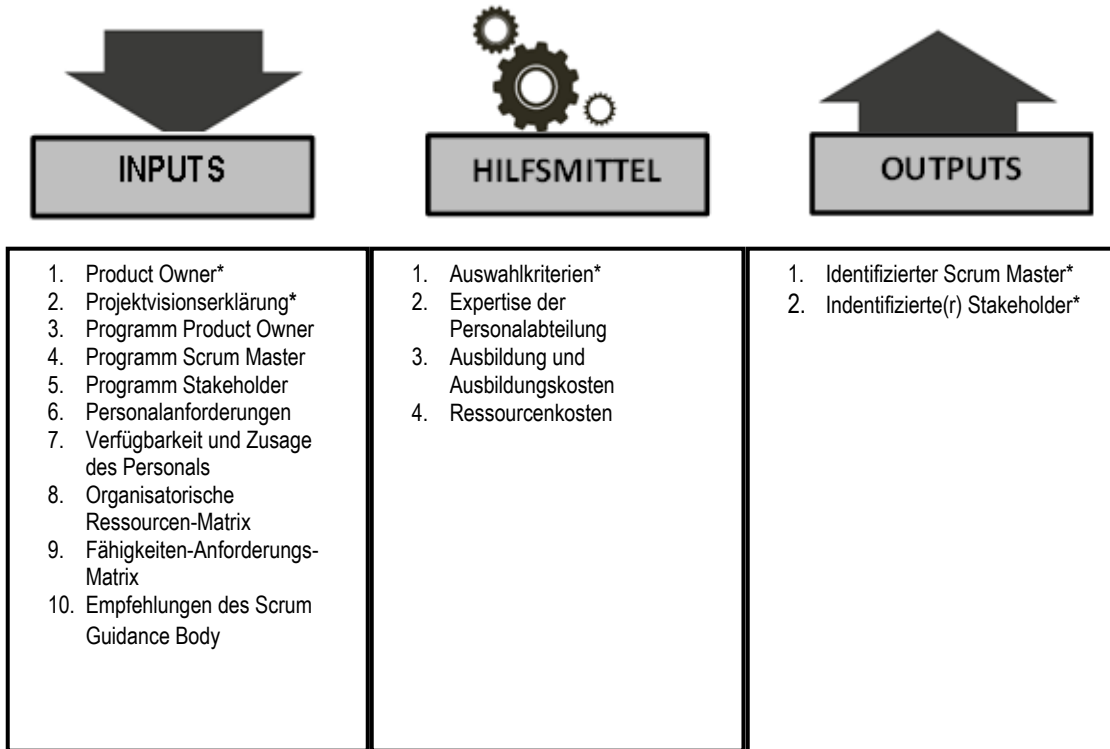 INPUTS
HILFSMITTEL
OUTPUTS
1. Product Owner*
2. Projektvisionserklärung*
3. Programm Product Owner
4. Programm Scrum Master
5. Programm Stakeholder
6. Personalanforderungen
7. Verfügbarkeit und Zusage
des Personals
8. Organisatorische
Ressourcen-Matrix
9. Fähigkeiten-Anforderungs-
Matrix
10. Empfehlungen des Scrum
Guidance Body
1. Auswahlkriterien*
2. Expertise der
Personalabteilung
3. Ausbildung und
Ausbildungskosten
4. Ressourcenkosten
1. Identifizierter Scrum Master*
2. Indentifizierte(r) Stakeholder*